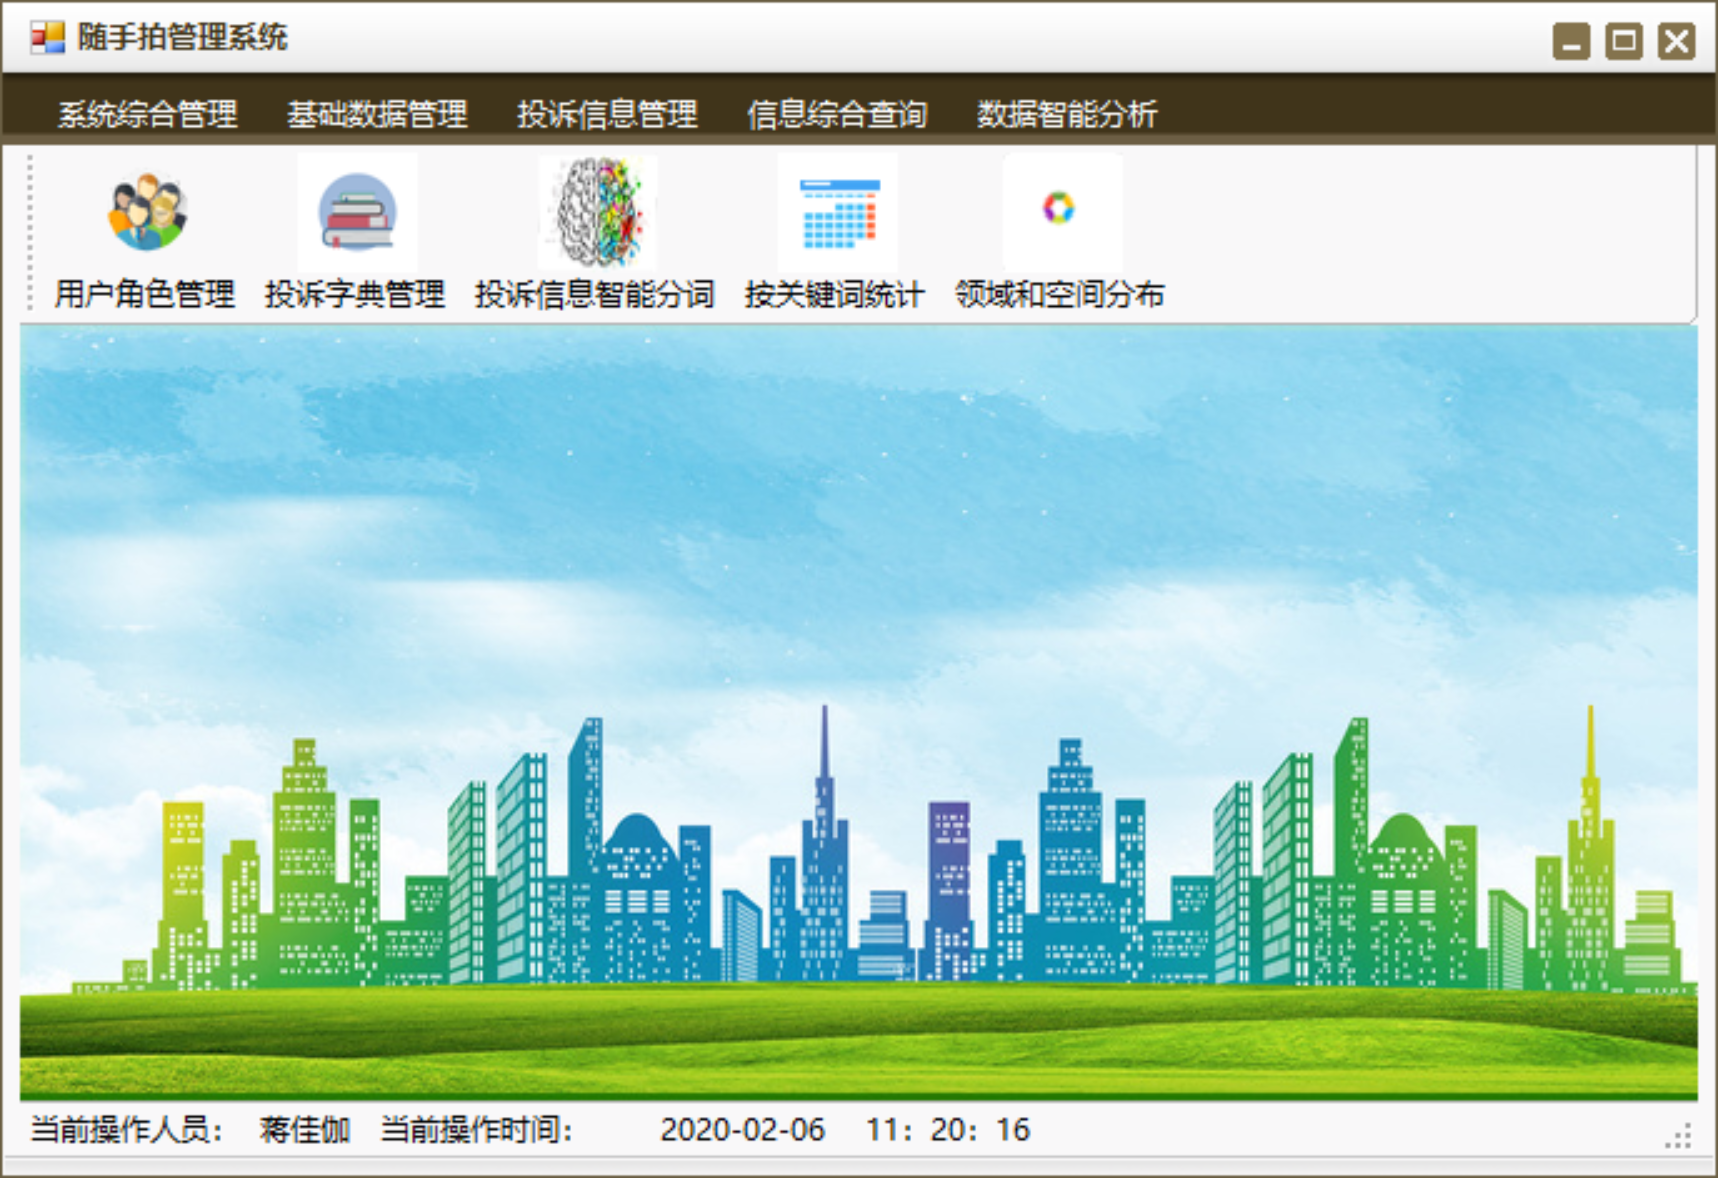 随手拍管理系统
系统综合管理 基础数据管理 投诉信息管理 信息综合查询 数据智能分析
用户角色管理 投诉字典管理 投诉信息智能分词 按关键词统计 领域和空间分布
当前操作人员： 蒋佳伽 当前操作时间： 2020-02-06 11：20：16